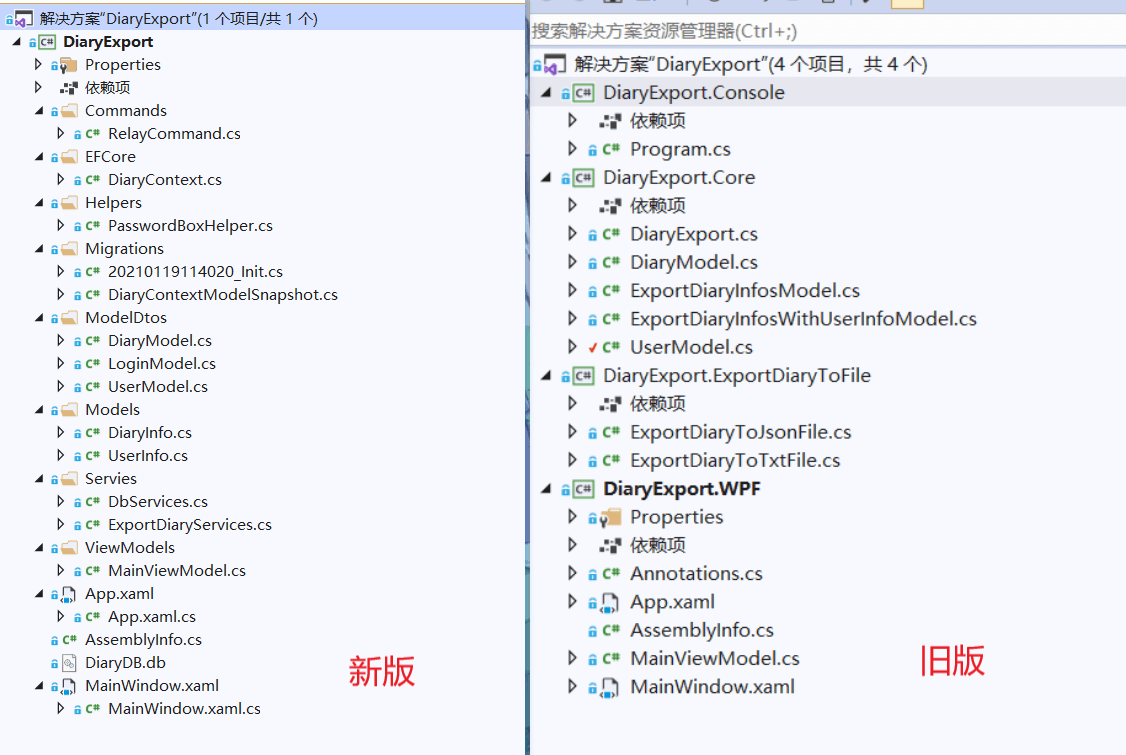 解决方案“DiaryExport”(1 个项目/共 1 个)
DiaryExport
Properties
依赖项
Commands
RelayCommand.cs
EFCore
DiaryContext.cs
Helpers
PasswordBoxHelper.cs
Migrations
20210119114020_Init.cs
DiaryContextModelSnapshot.cs
ModelDtos
DiaryModel.cs
LoginModel.cs
UserModel.cs
Models
DiaryInfo.cs
UserInfo.cs
Servies
DbServices.cs
ExportDiaryServices.cs
ViewModels
MainViewModel.cs
App.xaml
App.xaml.cs
AssemblyInfo.cs
DiaryDB.db
MainWindow.xaml
MainWindow.xaml.cs
新版
搜索解决方案资源管理器(Ctrl+;)
解决方案“DiaryExport”(4 个项目，共 4 个)
DiaryExport.Console
依赖项
Program.cs
DiaryExport.Core
依赖项
DiaryExport.cs
DiaryModel.cs
ExportDiaryInfosModel.cs
ExportDiaryInfosWithUserInfoModel.cs
UserModel.cs
DiaryExport.ExportDiaryToFile
依赖项
ExportDiaryToJsonFile.cs
ExportDiaryToTxtFile.cs
DiaryExport.WPF
Properties
依赖项
Annotations.cs
App.xaml
AssemblyInfo.cs
MainViewModel.cs
MainWindow.xaml
旧版